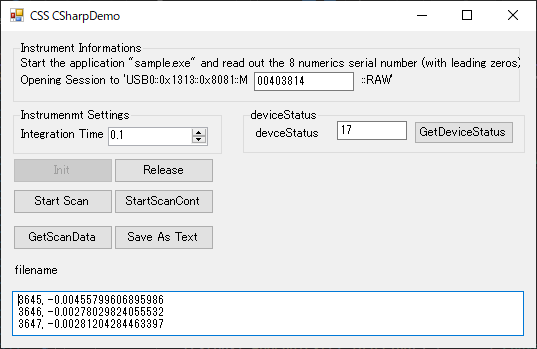 CSS CSharpDemo
Instrument Informations
Start the application "sample.exe" and read out the 8 numerics serial number (with leading zeros)
Opening Session to 'USB0::0x1313::0x8081::M 00403814 ::RAW'
Instrumenmt Settings
Integration Time 0.1
deviceStatus
devceStatus 17 GetDeviceStatus
Init Release
Start Scan StartScanCont
GetScanData Save As Text
filename
3645, -0.00455799606895986
3646, -0.00278029824055532
3647, -0.00281204284463397